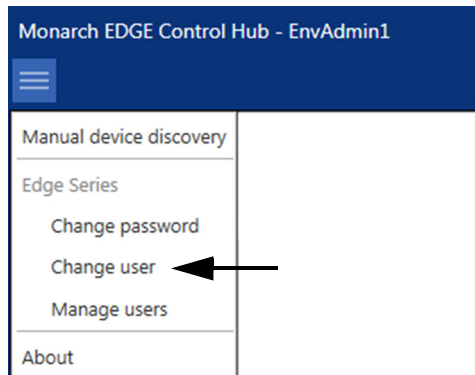 Monarch EDGE Control Hub - EnvAdmin1
Manual device discovery
Edge Series
Change password
Change user
Manage users
About